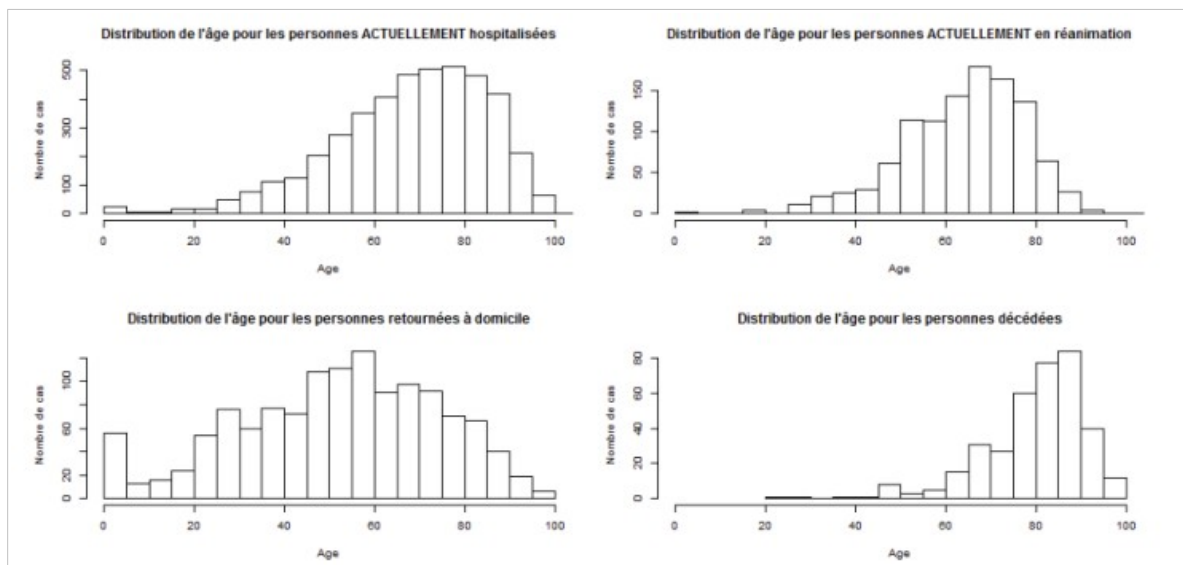 Distribution de l'âge pour les personnes ACTUELLEMENT hospitalisées
Nombre de cas
500
300
100
0
0 20 40 60 80 100
Age
Distribution de l'âge pour les personnes ACTUELLEMENT en réanimation
Nombre de cas
150
100
50
0
0 20 40 60 80 100
Age
Distribution de l'âge pour les personnes retournées à domicile
Nombre de cas
100
60
20
0
0 20 40 60 80 100
Age
Distribution de l'âge pour les personnes décédées
Nombre de cas
80
60
40
20
0
0 20 40 60 80 100
Age